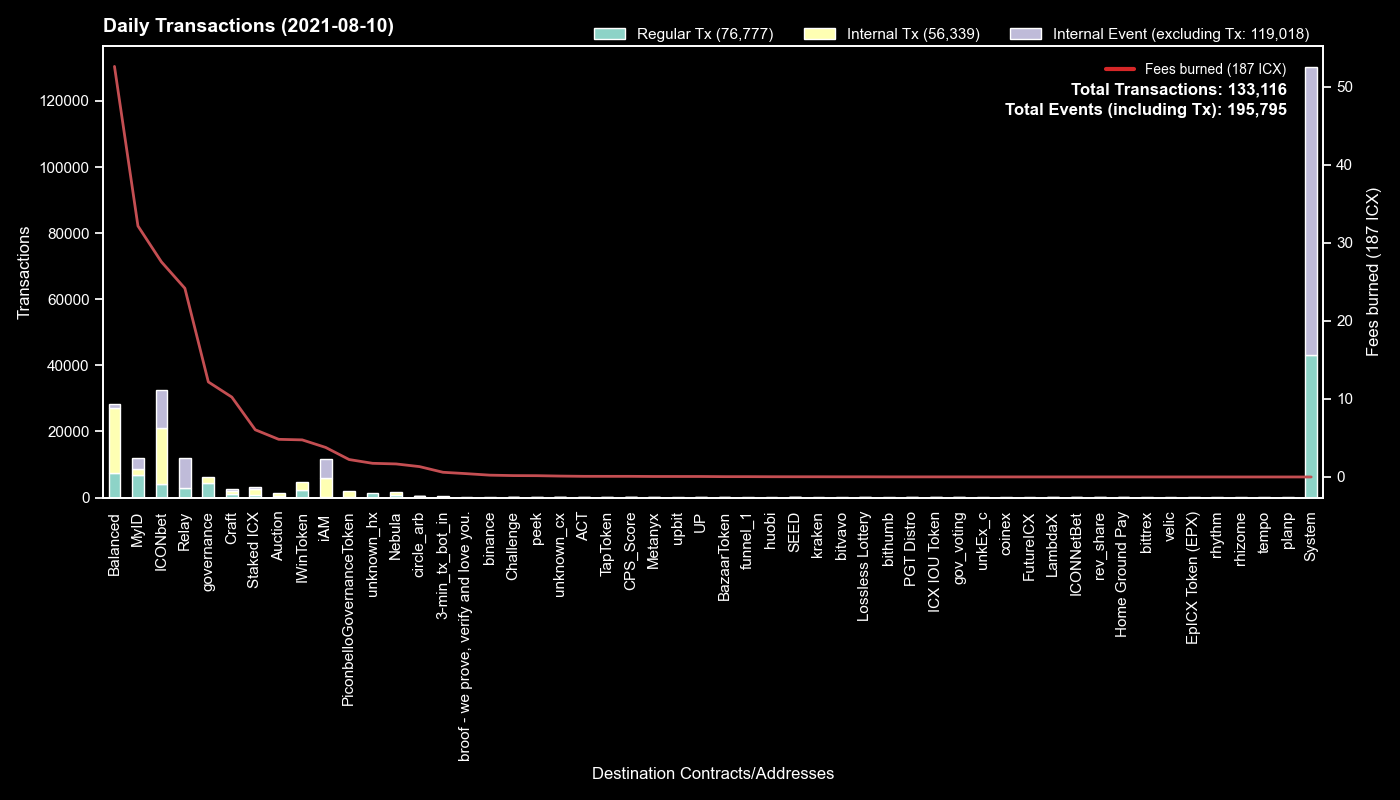 Daily Transactions (2021-08-10)
Regular Tx (76,777)
Internal Tx (56,339)
Internal Event (excluding Tx: 119,018)
Fees burned (187 ICX)
Total Transactions: 133,116
Total Events (including Tx): 195,795
Transactions
120000
100000
80000
60000
40000
20000
0
50
40
30
20
10
0
Fees burned (187 ICX)
Balanced
MyID
ICONbet
Relay
governance
Craft
Staked ICX
Auction
IWinToken
iAM
PiconbelloGovernanceToken
unknown_hx
Nebula
circle_arb
3-min_tx_bot_in
broof - we prove, verify and love you.
binance
Challenge
peek
unknown_cx
ACT
TapToken
CPS_Score
Metanyx
upbit
UP
BazaarToken
funnel_1
huobi
SEED
kraken
bitvavo
Lossless Lottery
bithumb
PGT Distro
ICX IOU Token
gov_voting
unkEx_c
coinex
FutureICX
LambdaX
ICONNetBet
rev_share
Home Ground Pay
bittrex
velic
EpICX Token (EPX)
rhythm
rhizome
tempo
planp
System
Destination Contracts/Addresses